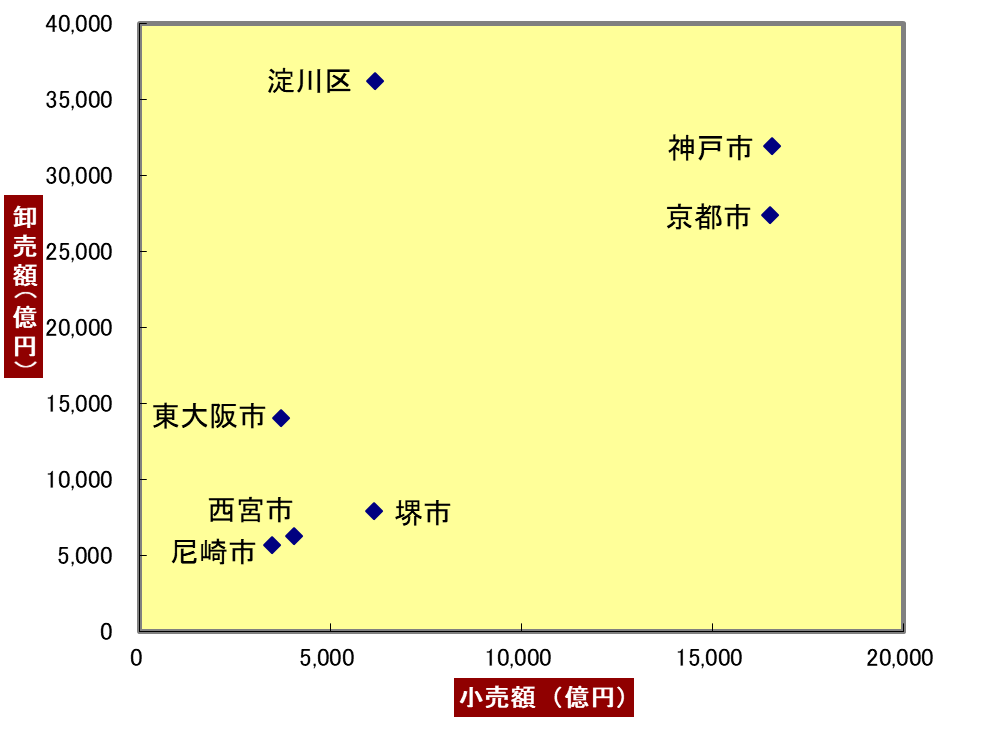 40,000
淀川区
35,000
神戸市
30,000
京都市
卸売額(億円)
25,000
20,000
15,000
東大阪市
10,000
西宮市
堺市
尼崎市
5,000
0
0 5,000 10,000 15,000 20,000
小売額(億円)